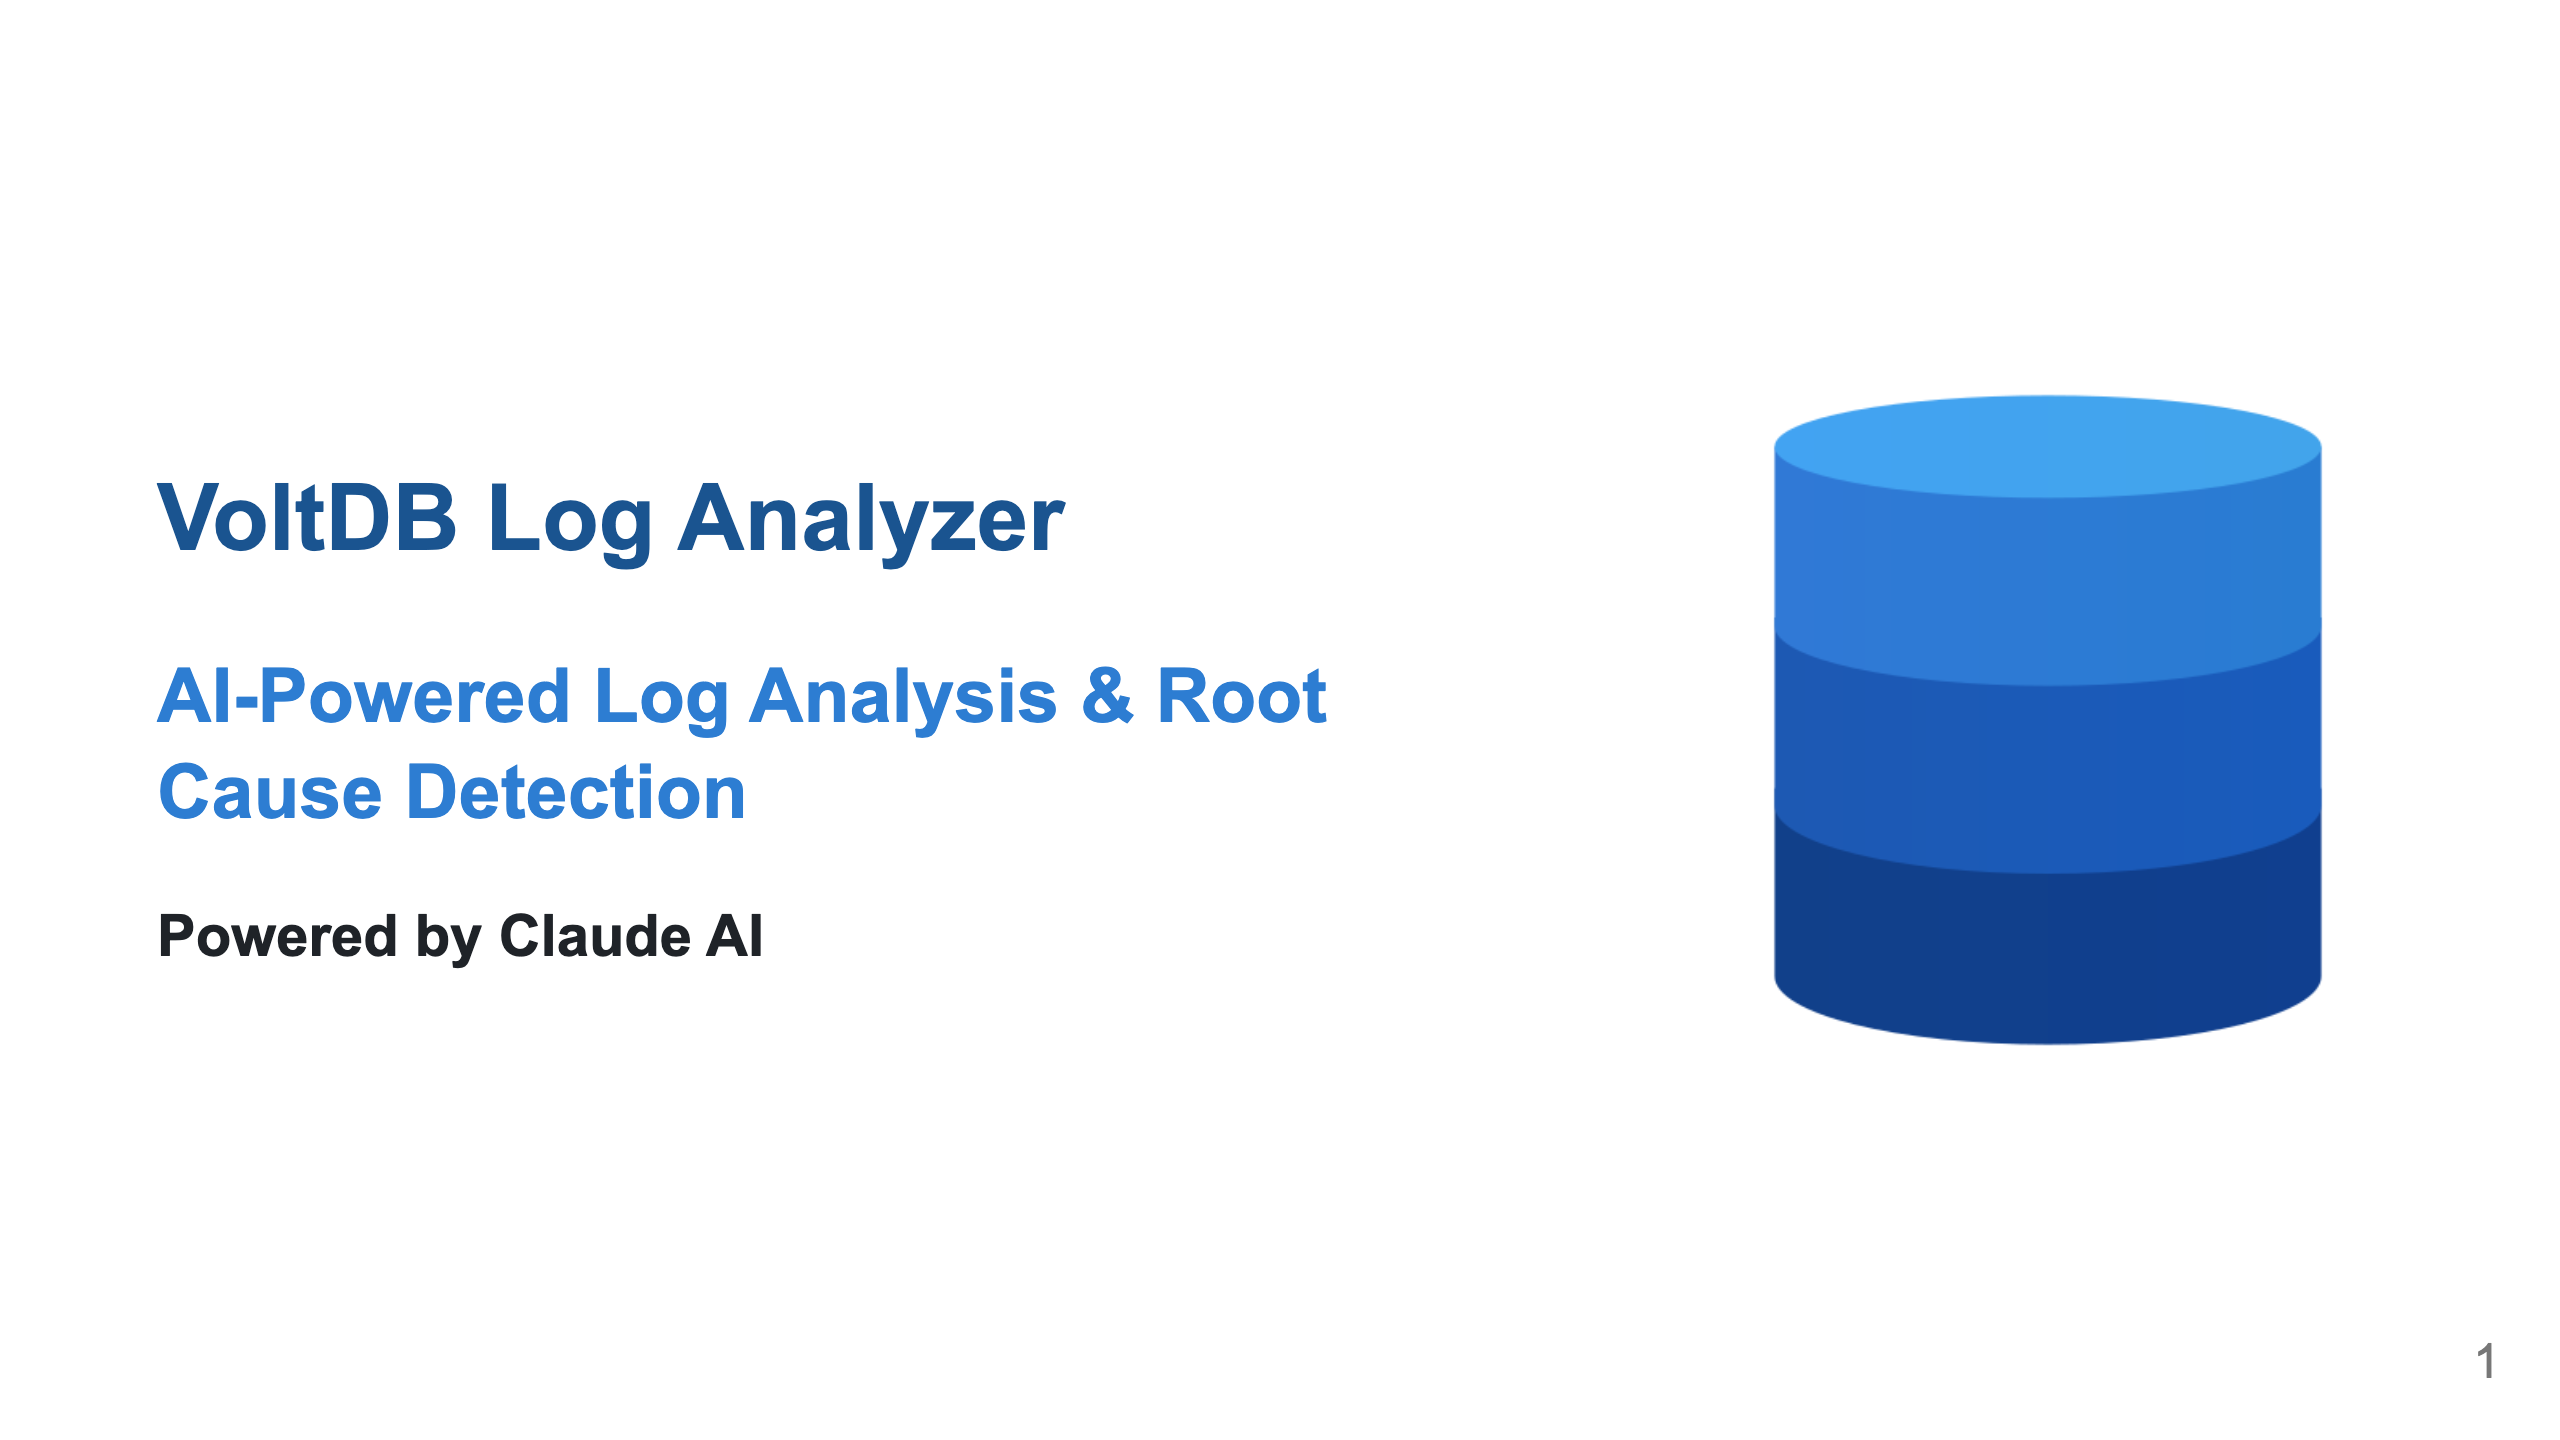 VoltDB Log Analyzer
AI-Powered Log Analysis & Root
Cause Detection
Powered by Claude AI
1